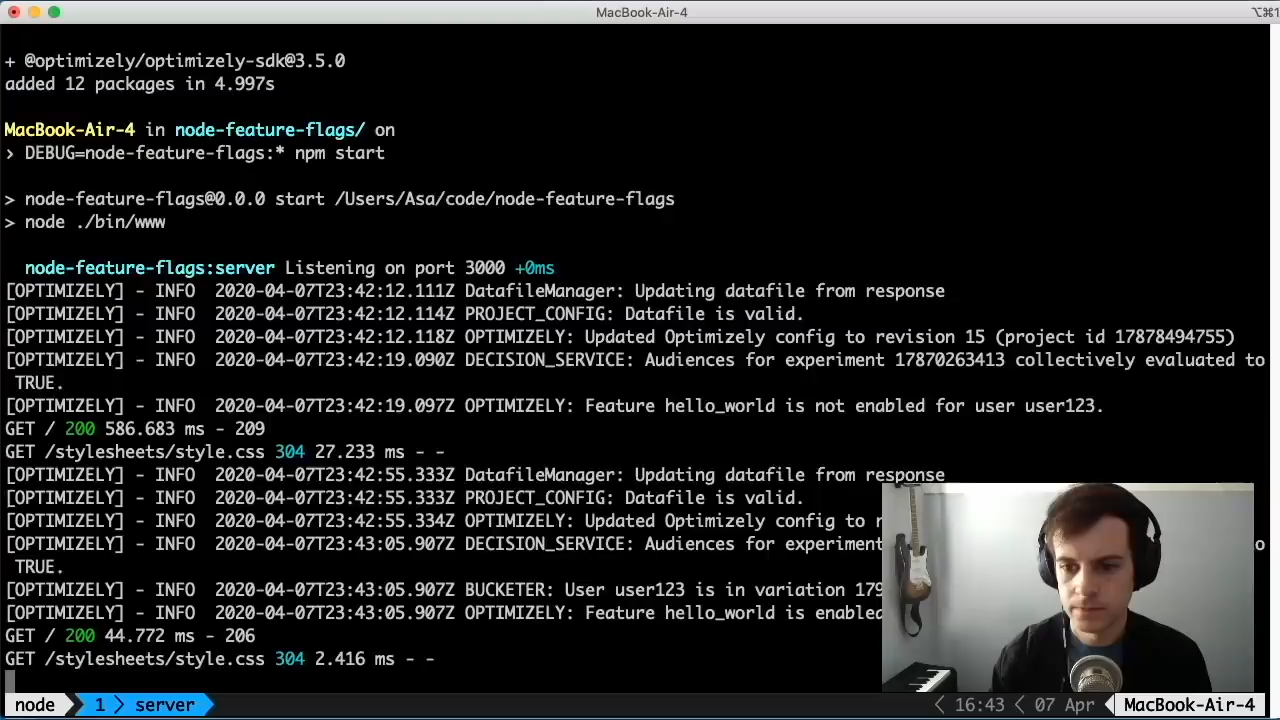 MacBook-Air-4
⌥⌘1
+ @optimizely/optimizely-sdk@3.5.0
added 12 packages in 4.997s
MacBook-Air-4 in node-feature-flags/ on
› DEBUG=node-feature-flags:* npm start
> node-feature-flags@0.0.0 start /Users/Asa/code/node-feature-flags
> node ./bin/www
node-feature-flags:server Listening on port 3000 +0ms
[OPTIMIZELY] - INFO  2020-04-07T23:42:12.111Z DatafileManager: Updating datafile from response
[OPTIMIZELY] - INFO  2020-04-07T23:42:12.114Z PROJECT_CONFIG: Datafile is valid.
[OPTIMIZELY] - INFO  2020-04-07T23:42:12.118Z OPTIMIZELY: Updated Optimizely config to revision 15 (project id 17878494755)
[OPTIMIZELY] - INFO  2020-04-07T23:42:19.090Z DECISION_SERVICE: Audiences for experiment 17870263413 collectively evaluated to
TRUE.
[OPTIMIZELY] - INFO  2020-04-07T23:42:19.097Z OPTIMIZELY: Feature hello_world is not enabled for user user123.
GET / 200 586.683 ms - 209
GET /stylesheets/style.css 304 27.233 ms - -
[OPTIMIZELY] - INFO  2020-04-07T23:42:55.333Z DatafileManager: Updating datafile from response
[OPTIMIZELY] - INFO  2020-04-07T23:42:55.333Z PROJECT_CONFIG: Datafile is valid.
[OPTIMIZELY] - INFO  2020-04-07T23:42:55.334Z OPTIMIZELY: Updated Optimizely config to
[OPTIMIZELY] - INFO  2020-04-07T23:43:05.907Z DECISION_SERVICE: Audiences for experiment
TRUE.
[OPTIMIZELY] - INFO  2020-04-07T23:43:05.907Z BUCKETER: User user123 is in variation 179
[OPTIMIZELY] - INFO  2020-04-07T23:43:05.907Z OPTIMIZELY: Feature hello_world is enabled
GET / 200 44.772 ms - 206
GET /stylesheets/style.css 304 2.416 ms - -
node 1 server 16:43 07 Apr MacBook-Air-4